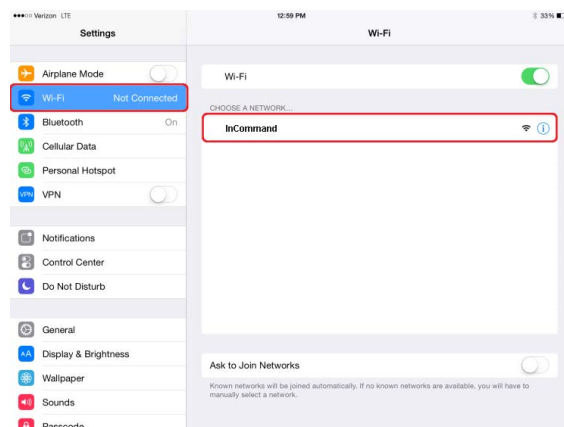 Verizon LTE
12:59 PM
33%
Settings
Wi-Fi
Airplane Mode
Wi-Fi Not Connected
Bluetooth On
Cellular Data
Personal Hotspot
VPN VPN
Notifications
Control Center
Do Not Disturb
General
AA Display & Brightness
Wallpaper
Sounds
Passcode
Wi-Fi
CHOOSE A NETWORK...
InCommand
Ask to Join Networks
Known networks will be joined automatically. If no known networks are available, you will have to
manually select a network.